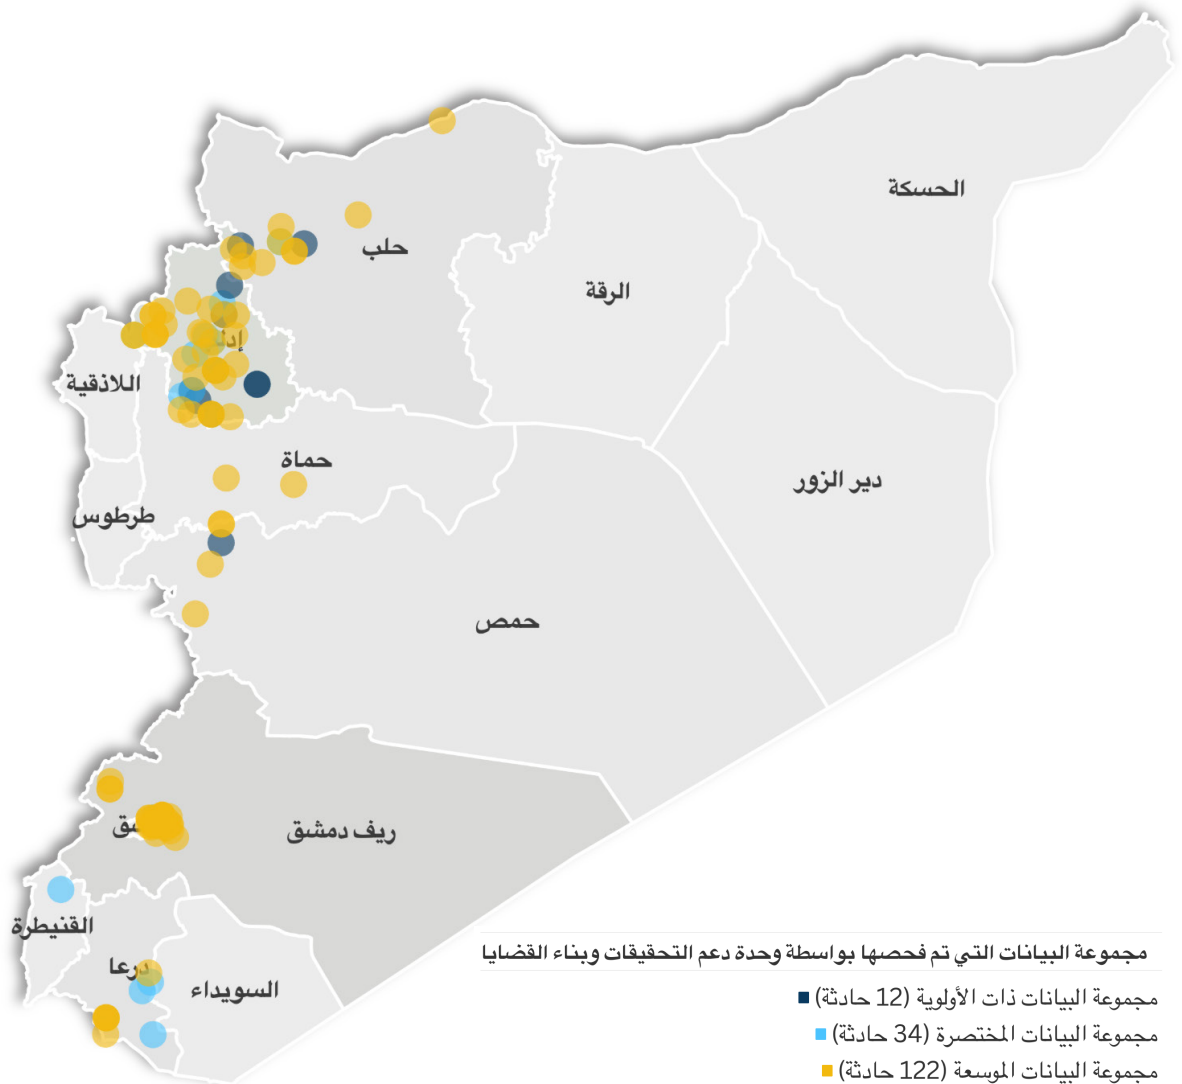 الحسكة
حلب
الرقة
اللاذقية
حماة
دير الزور
طرطوس
حمص
ريف دمشق
القنيطرة
درعا
السويداء
مجموعة البيانات التي تم فحصها بواسطة وحدة دعم التحقيقات وبناء القضايا
مجموعة البيانات ذات الأولوية (12 حادثة)
مجموعة البيانات المختصرة (34 حادثة)
مجموعة البيانات الموسعة (122 حادثة)